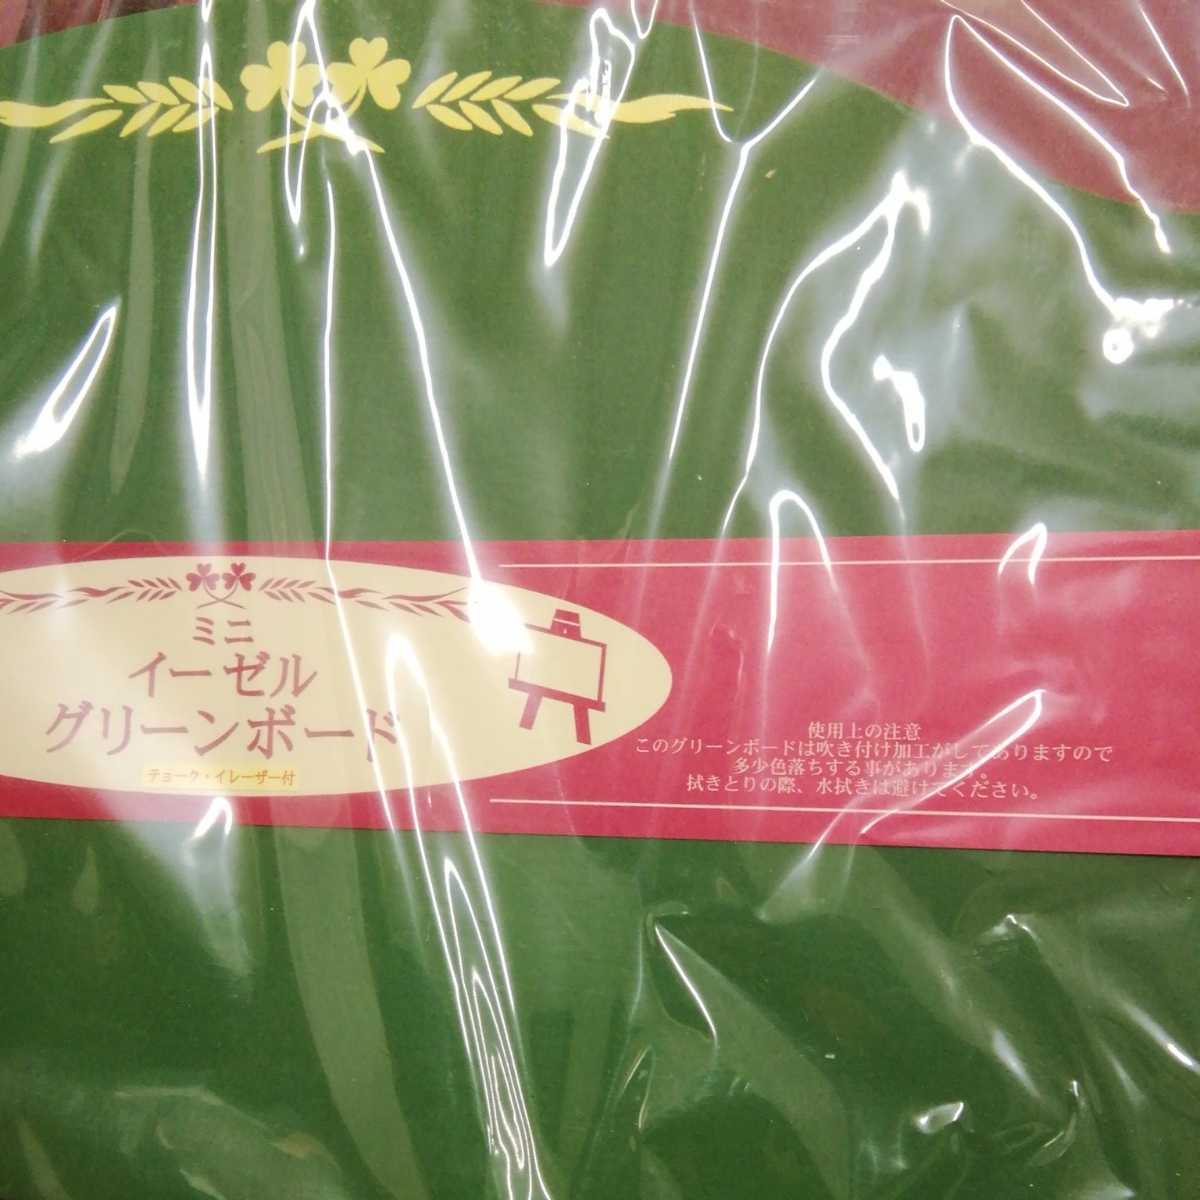 ミニ
イーゼル
グリーンボード
チョーク・イレーザー付
使用上の注意
このグリーンボードは吹き付け加工がしてありますので
多少色落ちする事があります。
拭きとりの際、水拭きは避けてください。